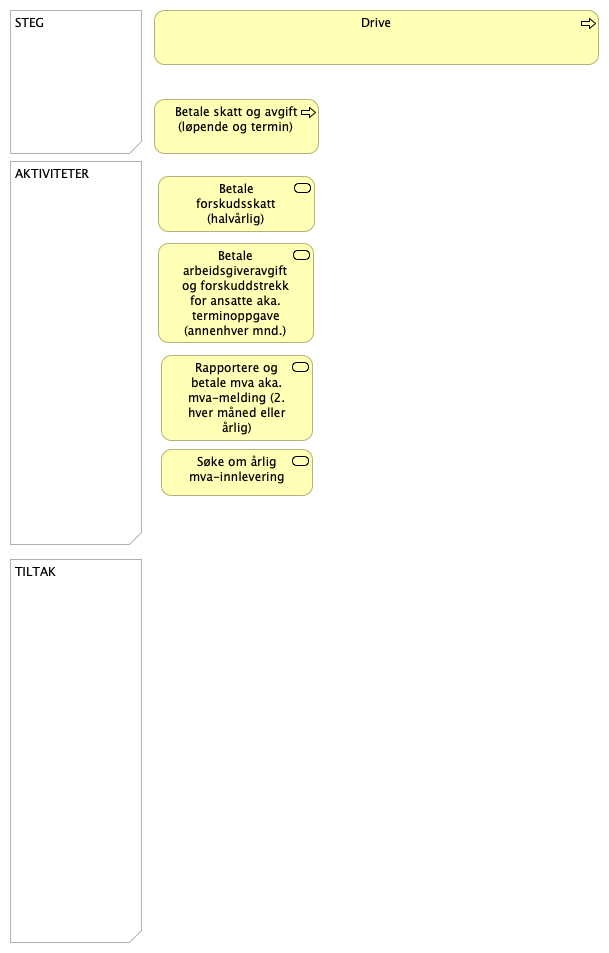 STEG
Drive
Betale skatt og avgift
(løpende og termin)
AKTIVITETER
Betale
forskudsskatt
(halvårlig)
Betale
arbeidsgiveravgift
og forskuddstrekk
for ansatte aka.
terminoppgave
(annenhver mnd.)
Rapportere og
betale mva aka.
mva-melding (2.
hver måned eller
årlig)
Søke om årlig
mva-innlevering
TILTAK